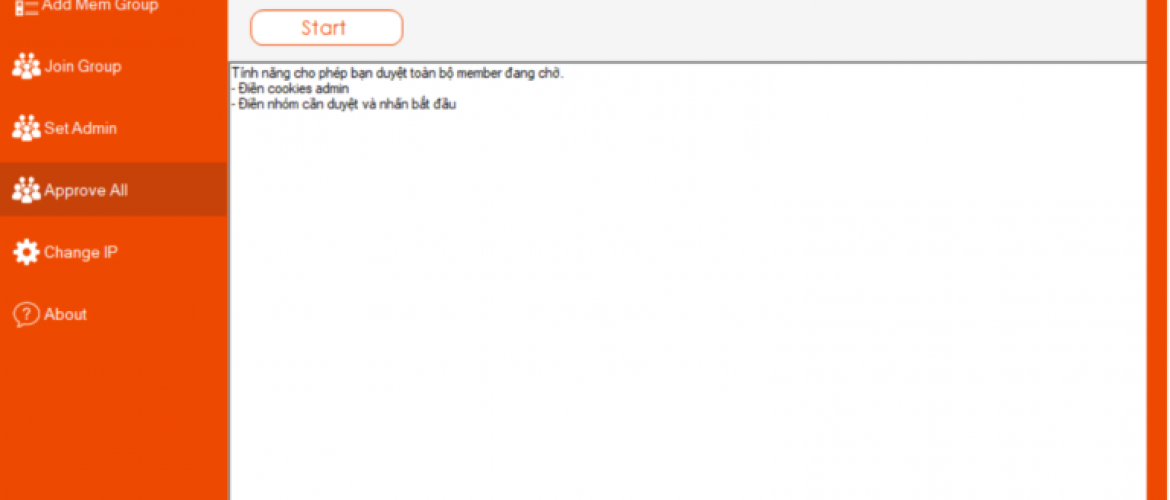 Add Mem Group
Start
Join Group
Tính năng cho phép bạn duyệt toàn bộ member đang chờ.
- Điền cookies admin
- Điền nhóm cần duyệt và nhấn bắt đầu
Set Admin
Approve All
Change IP
About